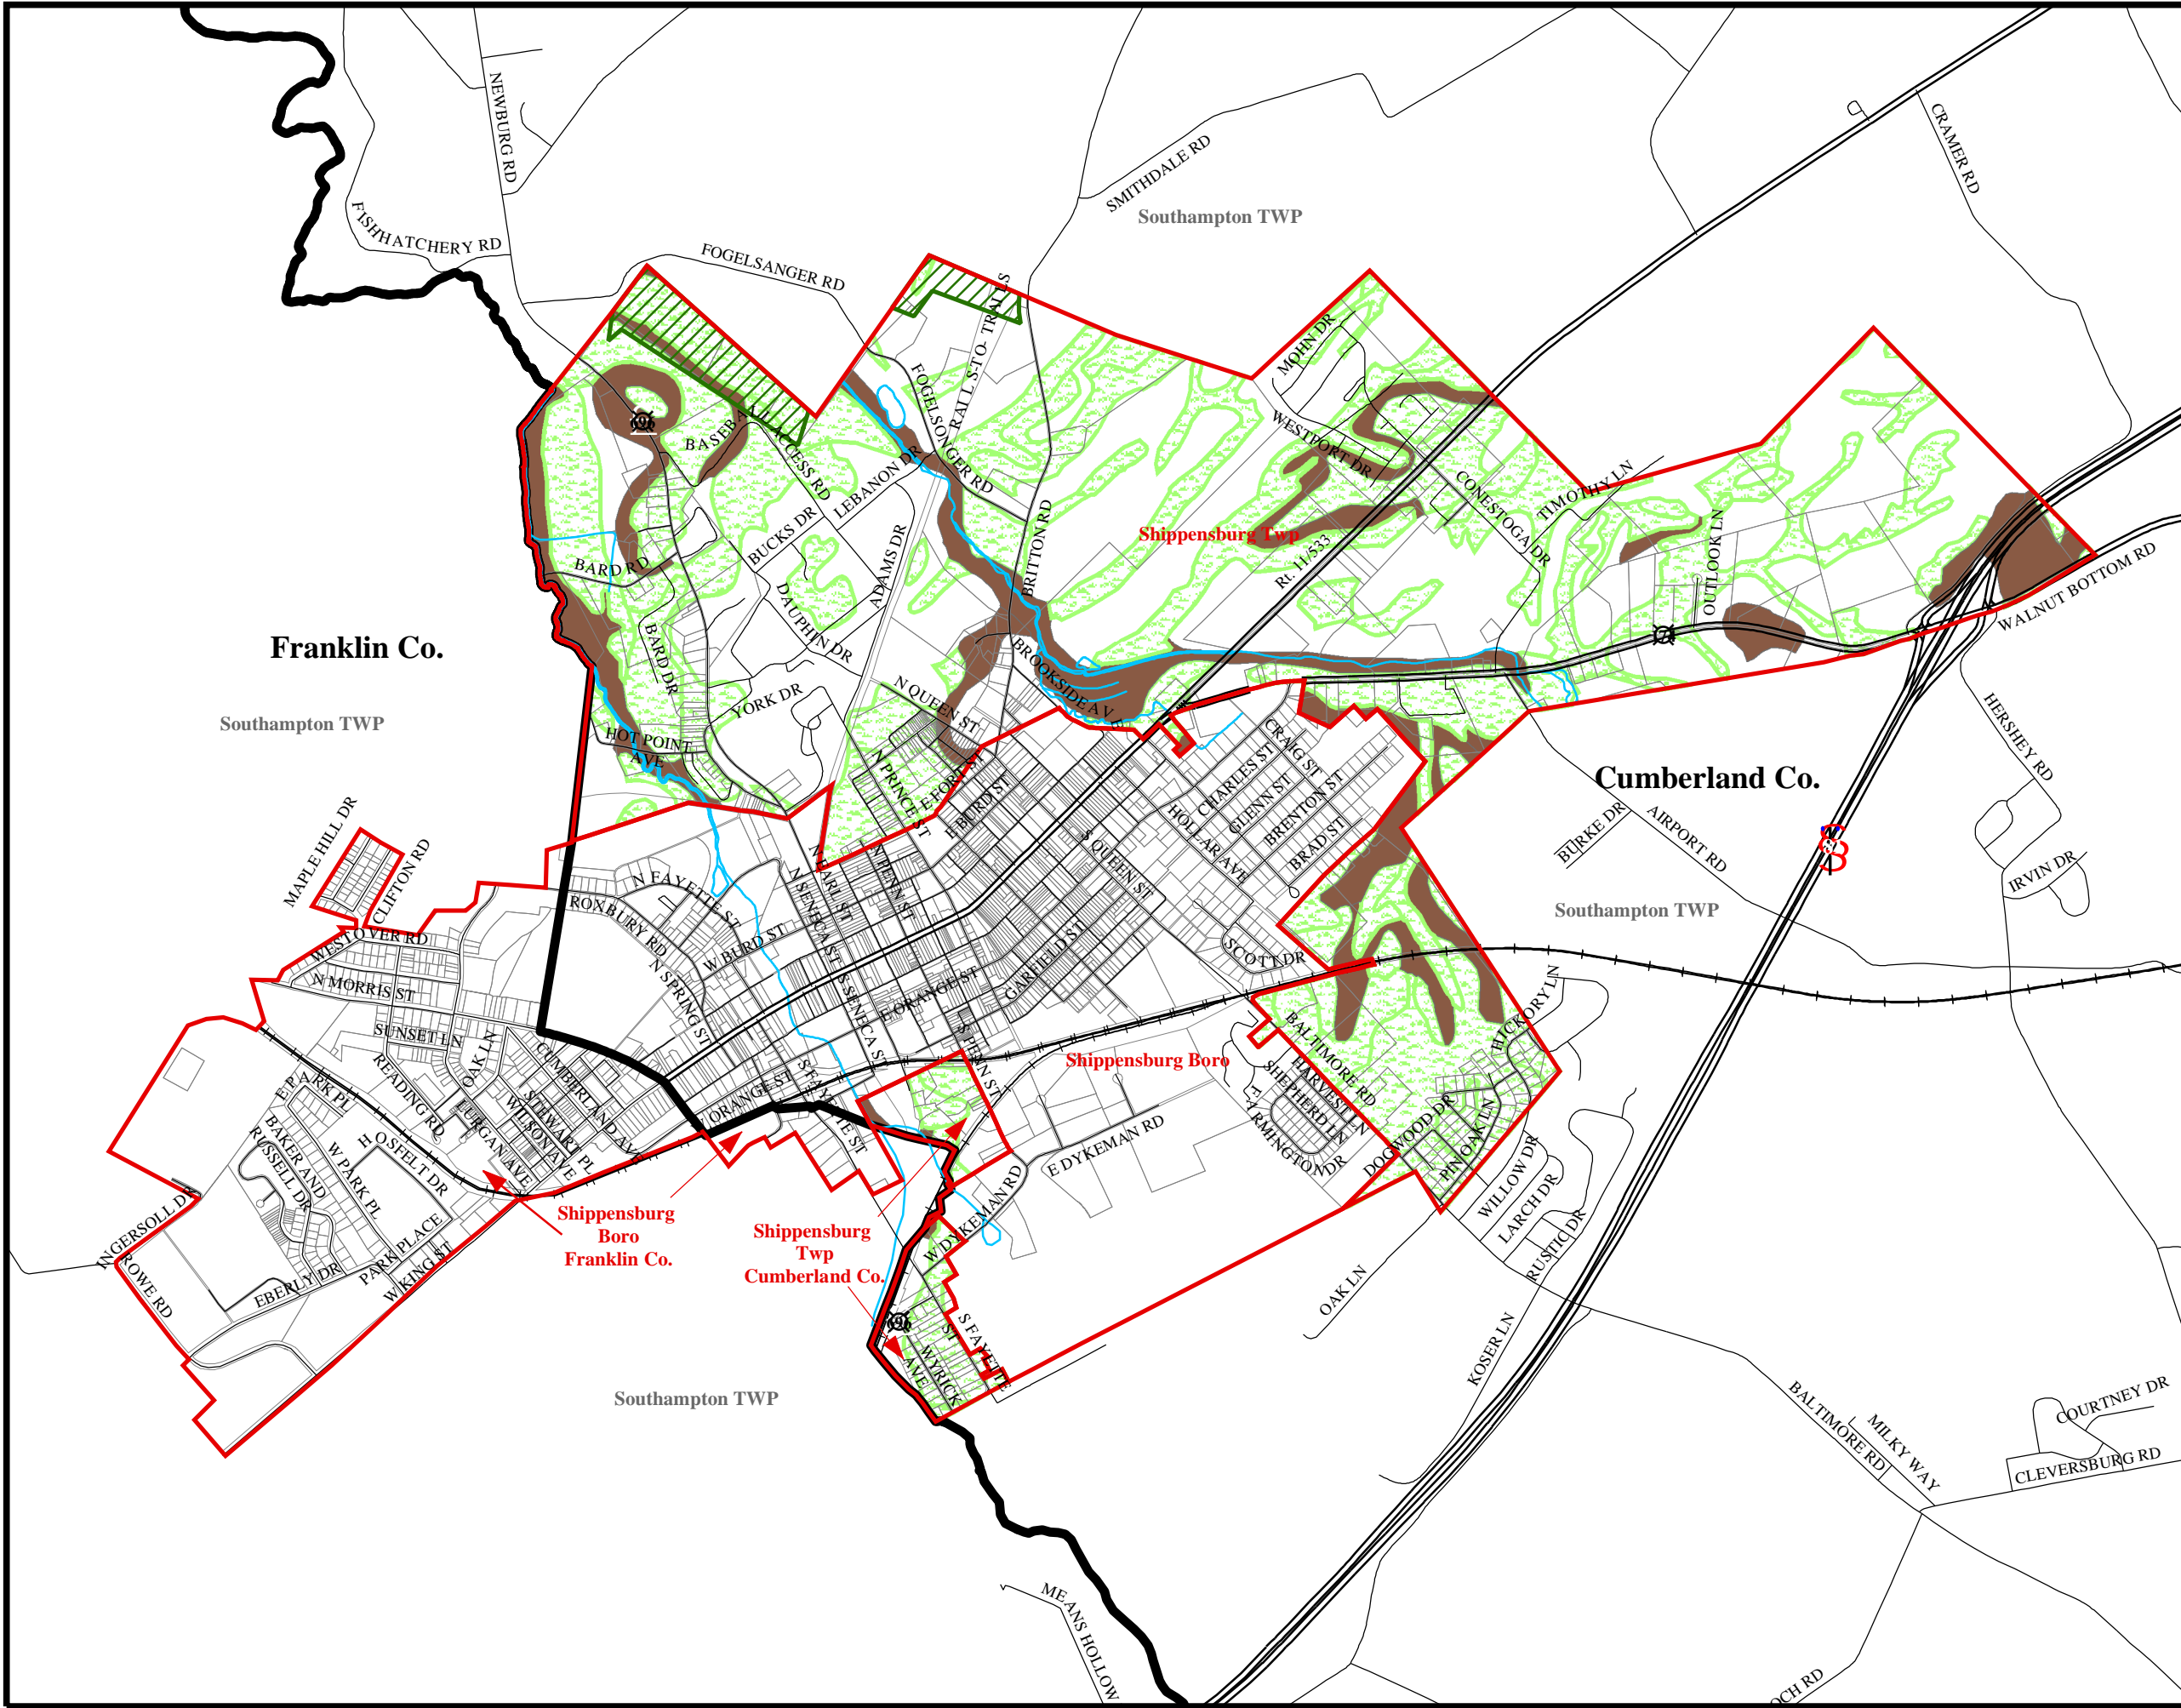 NEWBURG RD
CRAMER RD
SMITHDALE RD
Southampton TWP
FISHHATCHERY RD
FOGELSANGER RD
RAILS-TO-TRAILS
MOHN DR
FOGELSONGER RD
BASEBALL ACCESS RD
WESTPORT DR
LEBANON DR
CONESTOGA DR
TIMOTHY LN
BUCKS DR
Shippensburg Twp
Rt. 11/533
OUTLOOK LN
BRITTON RD
ADAMS DR
BARD RD
WALNUT BOTTOM RD
DAUPHIN DR
Franklin Co.
BARD DR
BROOKSIDE AVE
N QUEEN ST
YORK DR
Southampton TWP
HERSHEY RD
HOT POINT
AVE
CRAIG ST
CHARLES ST
N PRINCE ST
E FORT ST
E BURD ST
GLENN ST
BRENTON ST
Cumberland Co.
HOLLAR AVE
BRAD ST
BURKE DR
AIRPORT RD
MAPLE HILL DR
CLIFTON RD
S QUEEN ST
N EARL ST
N PENN ST
N SENECA ST
N FAYETTE ST
ROXBURY RD
IRVIN DR
Southampton TWP
WESTOVER RD
W BURD ST
SCOTT DR
GARFIELD ST
N MORRIS ST
N SPRING ST
S SENECA ST
E ORANGE ST
HICKORY LN
SUNSET LN
OAK LN
S PENN ST
BALTIMORE RD
Shippensburg Boro
READING RD
CUMBERLAND AVE
E PARK PL
ORANGE ST
S FAYETTE ST
HARVEST LN
SHEPHERD LN
FARMINGTON DR
LURGAN AVE
STEWART PL
WILSON AVE
BAKER AND
RUSSELL DR
W PARK PL
HOSFELT DR
E DYKEMAN RD
DOGWOOD DR
PIN OAK LN
WILLOW DR
LARCH DR
RUSTIC DR
INGERSOLL DR
ROWE RD
PARK PLACE
W KING ST
EBERLY DR
Shippensburg
Boro
Franklin Co.
Shippensburg
Twp
Cumberland Co.
W DYKEMAN RD
OAK LN
S FAYETTE
ST
WYRICK
AVE
KOSER LN
Southampton TWP
BALTIMORE RD
MILKY WAY
COURTNEY DR
CLEVERSBURG RD
MEANS HOLLOW
OCH RD